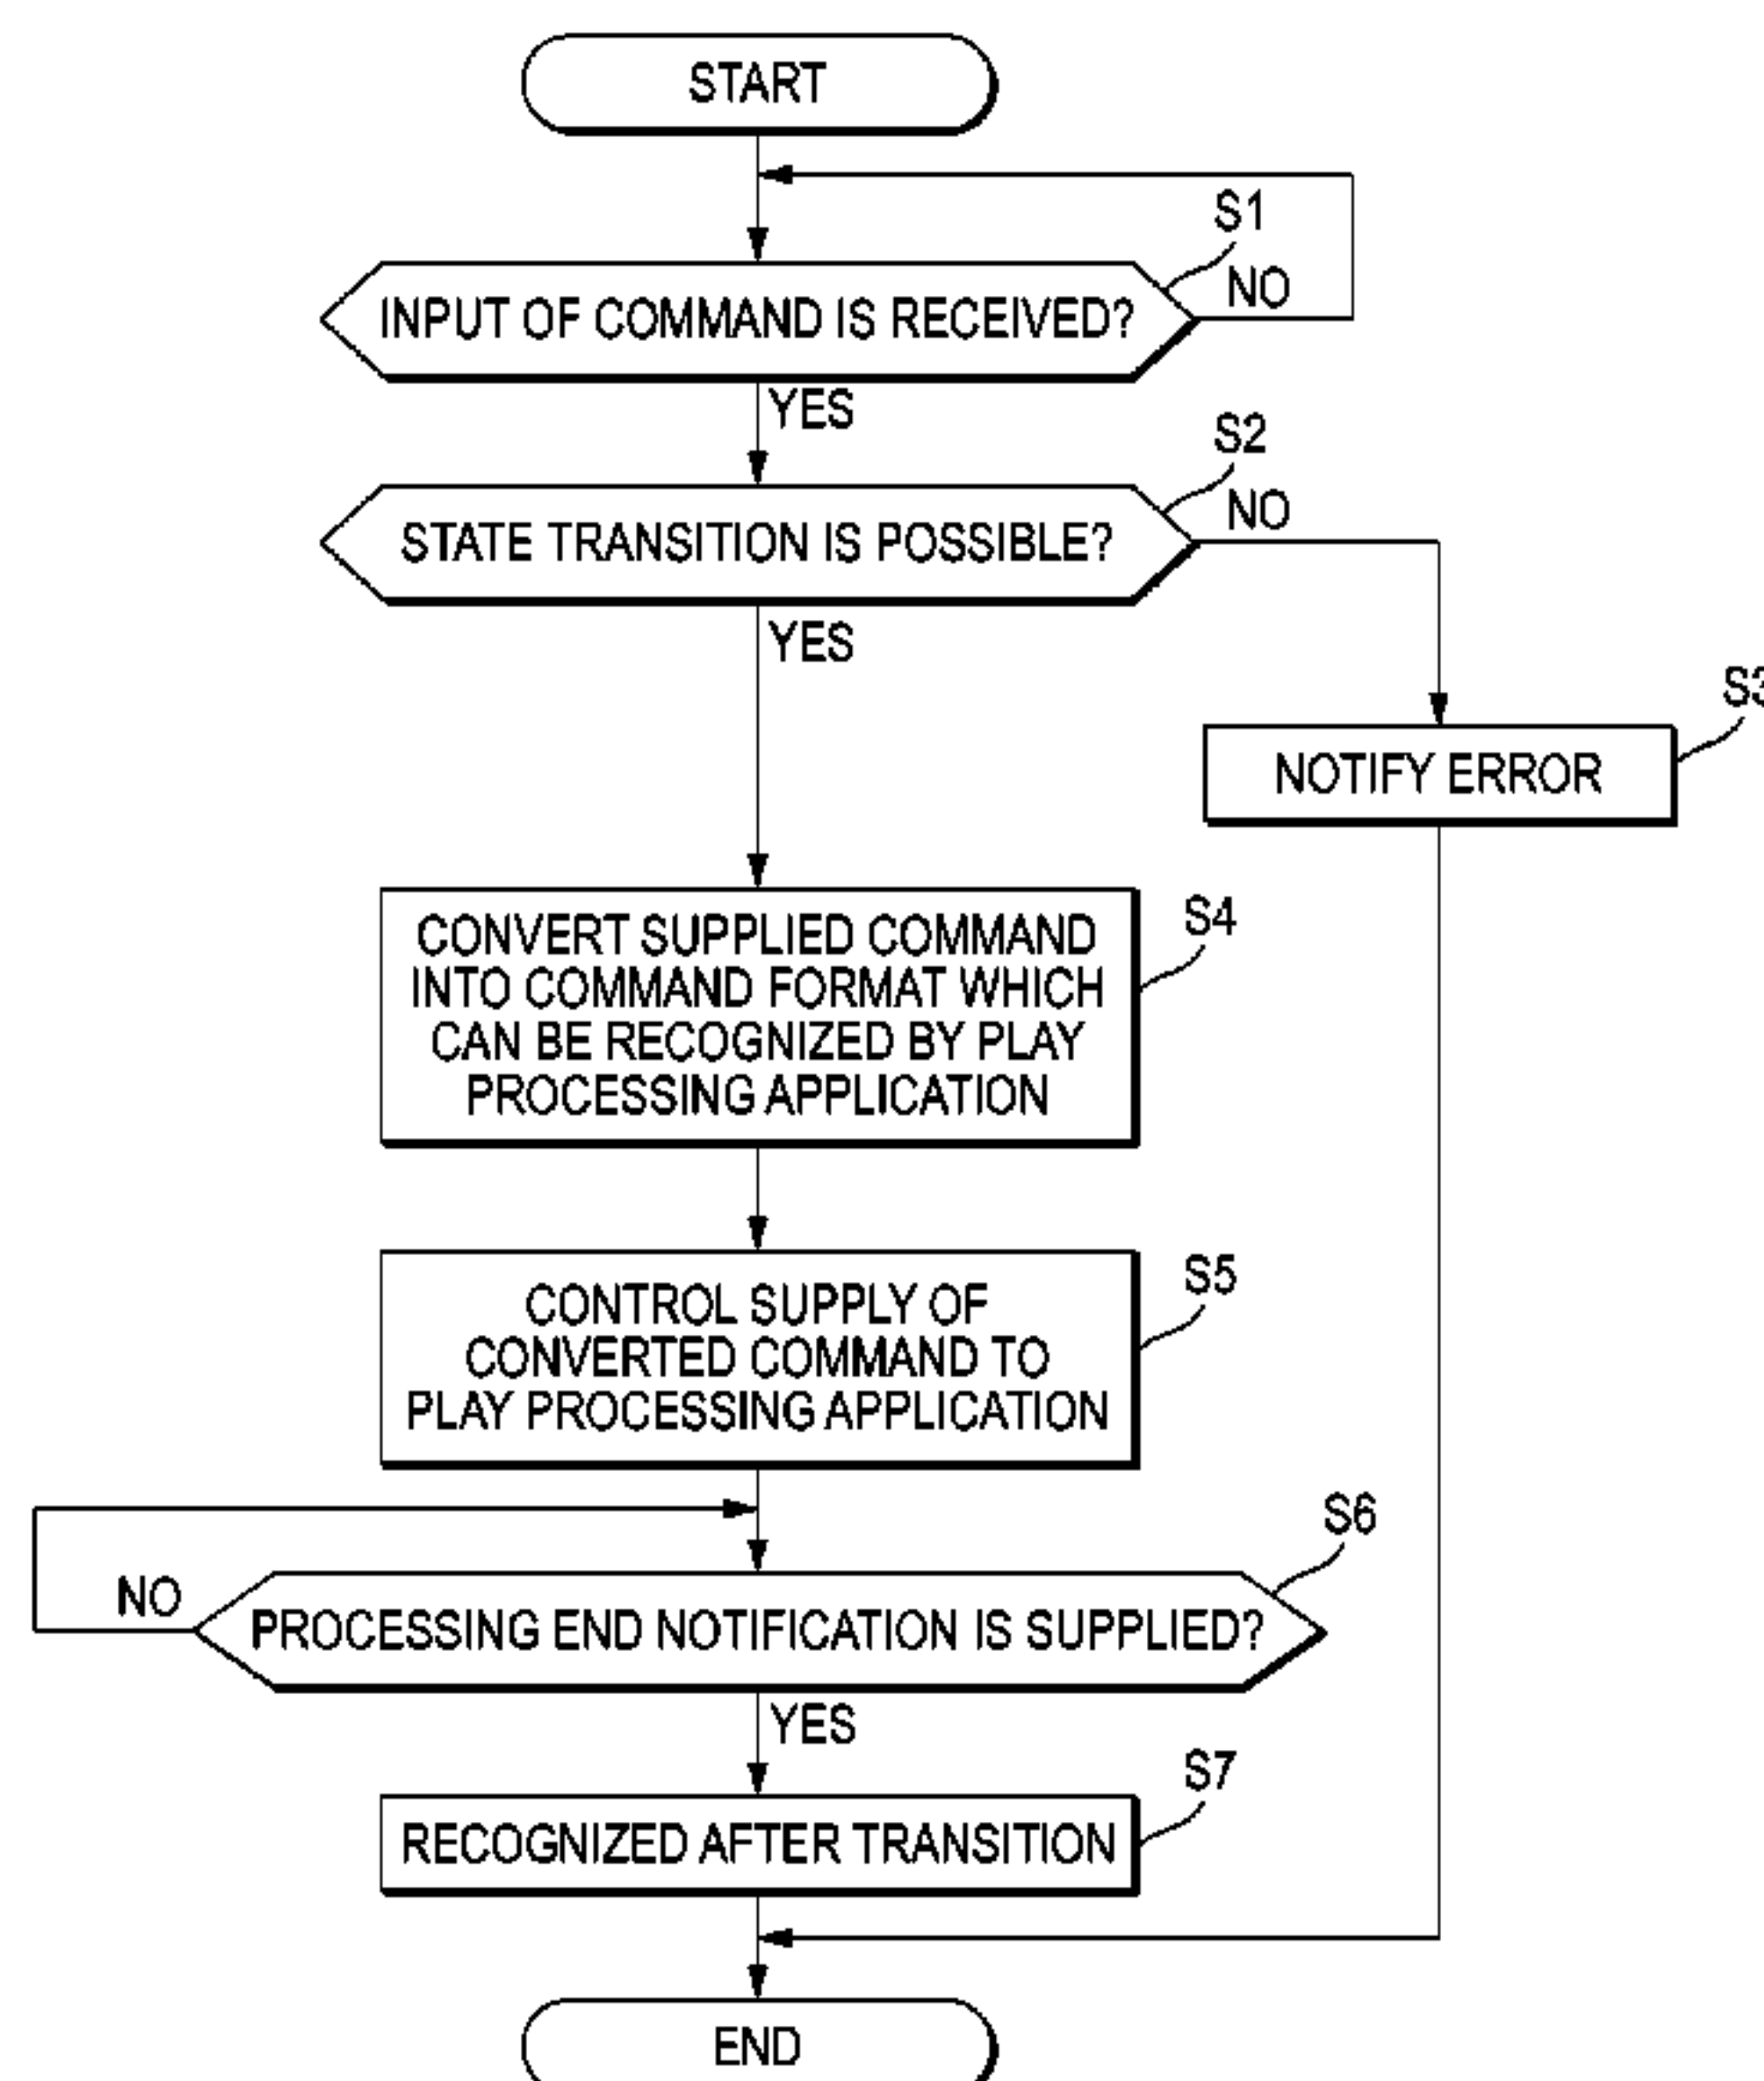 START
S1
NO
INPUT OF COMMAND IS RECEIVED?
YES
S2
NO
STATE TRANSITION IS POSSIBLE?
YES
S3
NOTIFY ERROR
S4
CONVERT SUPPLIED COMMAND
INTO COMMAND FORMAT WHICH
CAN BE RECOGNIZED BY PLAY
PROCESSING APPLICATION
S5
CONTROL SUPPLY OF
CONVERTED COMMAND TO
PLAY PROCESSING APPLICATION
S6
NO
PROCESSING END NOTIFICATION IS SUPPLIED?
YES
S7
RECOGNIZED AFTER TRANSITION
END